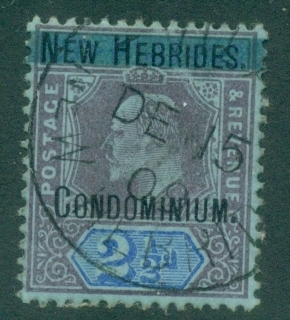 NEW HEBRIDES.
POSTAGE
& REVENUE
DE 15
CONDOMINIUM.
2½d